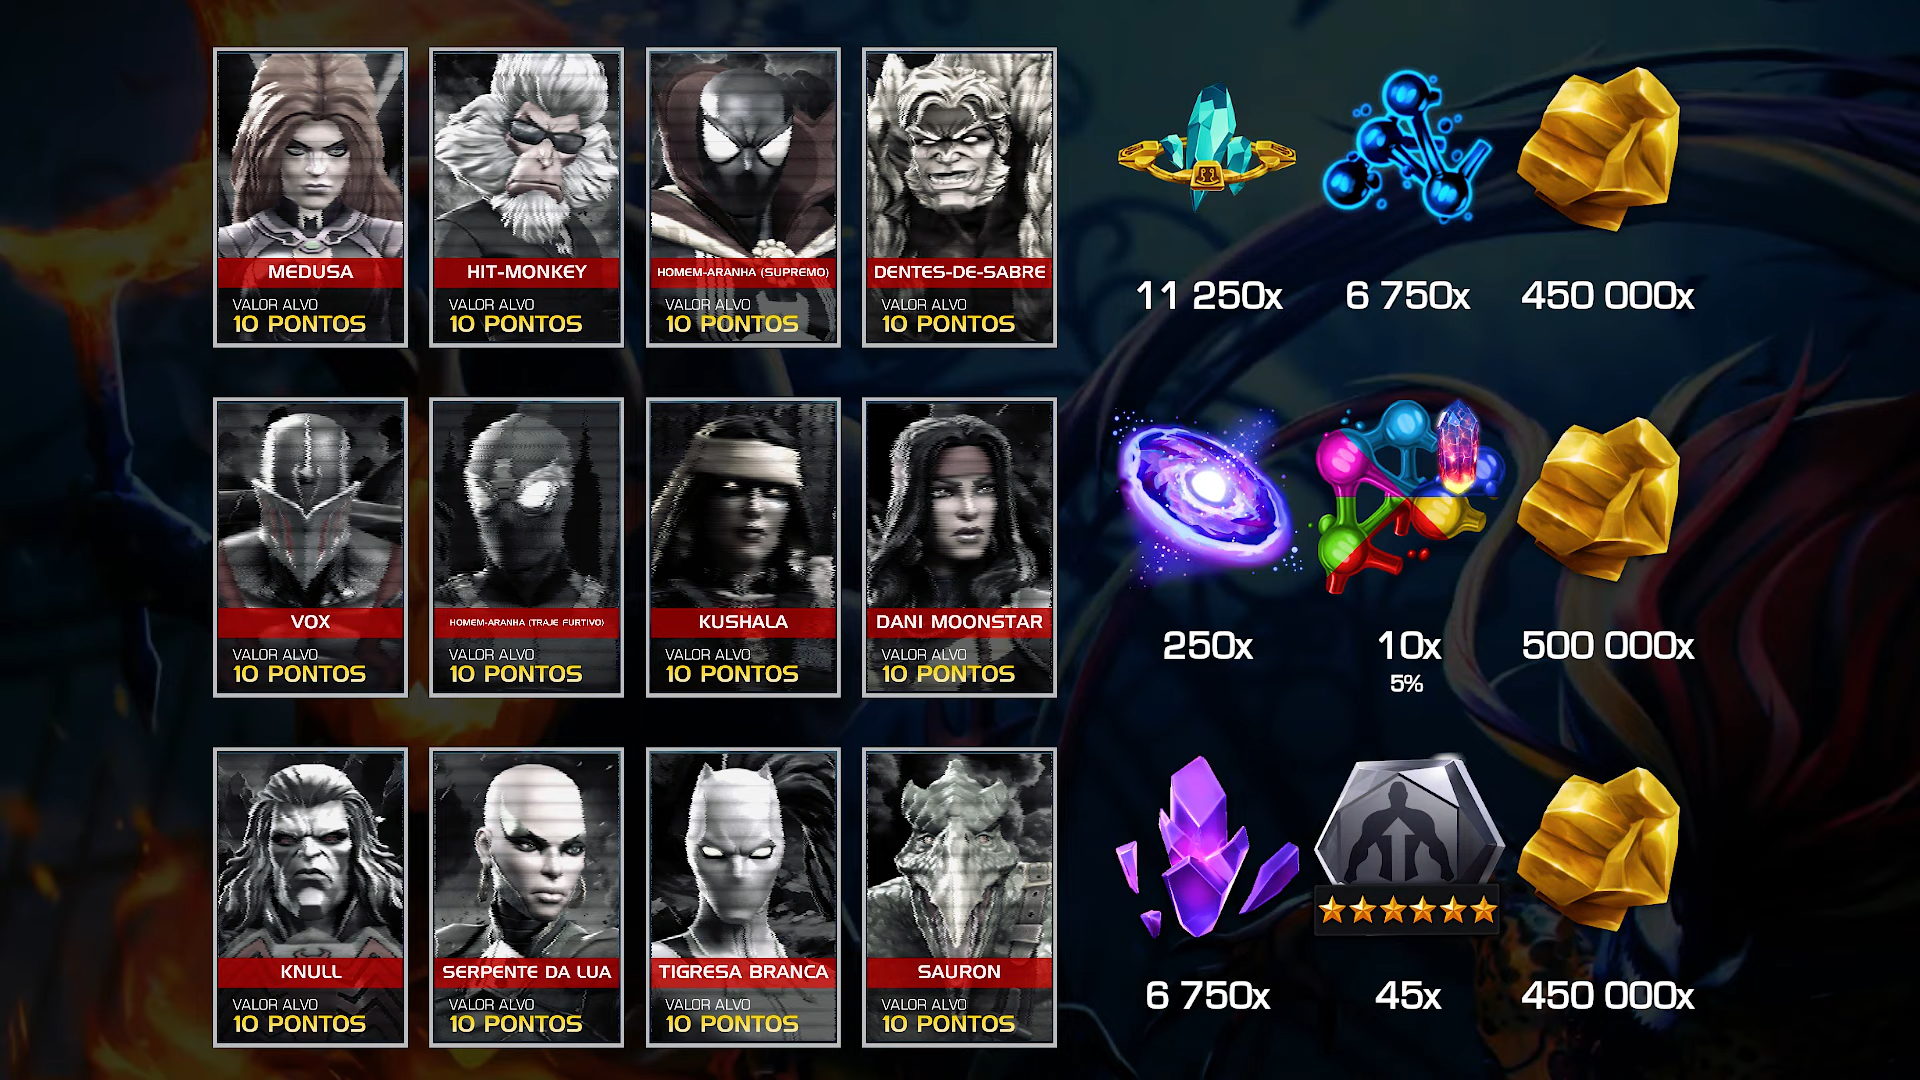 MEDUSA
VALOR ALVO
10 PONTOS
HIT-MONKEY
VALOR ALVO
10 PONTOS
HOMEM-ARANHA (SUPREMO)
VALOR ALVO
10 PONTOS
DENTES-DE-SABRE
VALOR ALVO
10 PONTOS
11 250x
6 750x
450 000x
VOX
VALOR ALVO
10 PONTOS
HOMEM-ARANHA (TRAJE FURTIVO)
VALOR ALVO
10 PONTOS
KUSHALA
VALOR ALVO
10 PONTOS
DANI MOONSTAR
VALOR ALVO
10 PONTOS
250x
10x
5%
500 000x
KNULL
VALOR ALVO
10 PONTOS
SERPENTE DA LUA
VALOR ALVO
10 PONTOS
TIGRESA BRANCA
VALOR ALVO
10 PONTOS
SAURON
VALOR ALVO
10 PONTOS
6 750x
45x
450 000x